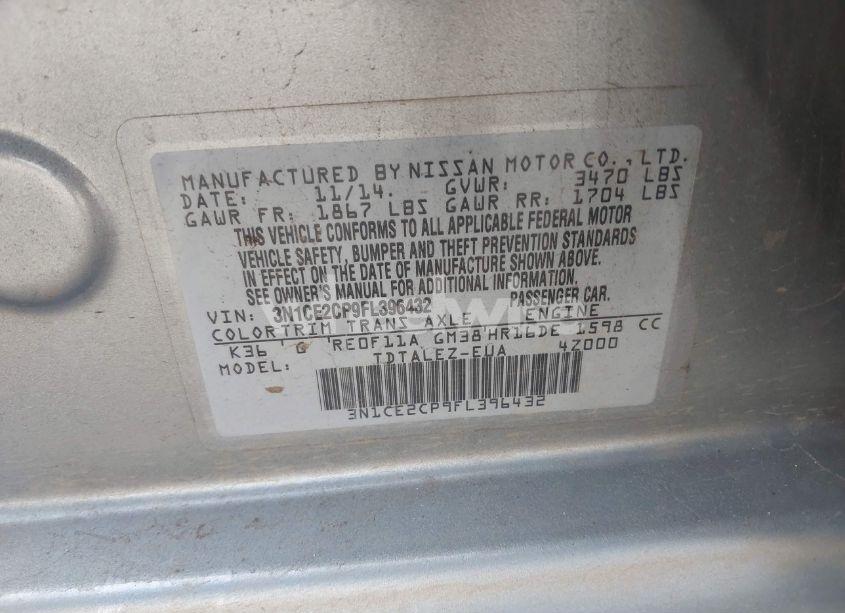 MANUFACTURED BY NISSAN MOTOR CO., LTD.
DATE: 11/14. GVWR: 3470 LBS
GAWR FR: 1867 LBS GAWR RR: 1704 LBS
THIS VEHICLE CONFORMS TO ALL APPLICABLE FEDERAL MOTOR
VEHICLE SAFETY, BUMPER AND THEFT PREVENTION STANDARDS
IN EFFECT ON THE DATE OF MANUFACTURE SHOWN ABOVE.
SEE OWNER'S MANUAL FOR ADDITIONAL INFORMATION.
VIN: 3N1CE2CP9FL396432 PASSENGER CAR.
COLOR TRIM TRANS AXLE ENGINE
K36 G RE0F11A GM38 HR16DE 1598 CC
MODEL: TDTALEZ-EUA 4Z000
3N1CE2CP9FL396432